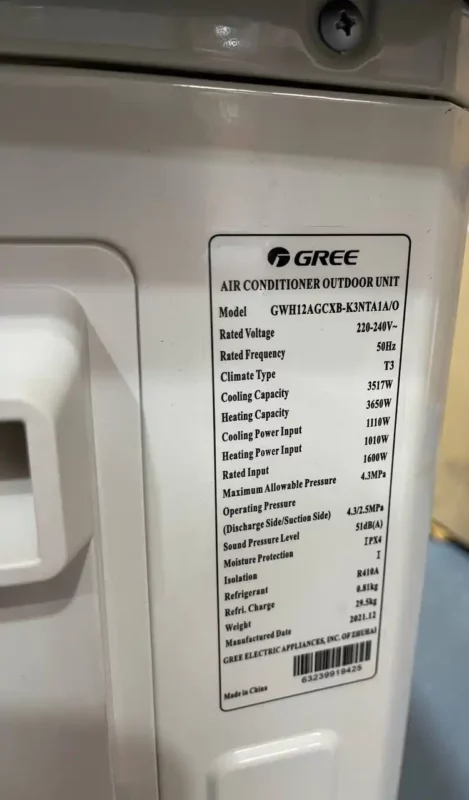 GREE
AIR CONDITIONER OUTDOOR UNIT
Model GWH12AGCXB-K3NTA1A/O
Rated Voltage 220-240V~
Rated Frequency 50Hz
Climate Type T3
Cooling Capacity 3517W
Heating Capacity 3650W
Cooling Power Input 1110W
Heating Power Input 1010W
Rated Input 1600W
Maximum Allowable Pressure 4.3MPa
Operating Pressure
(Discharge Side/Suction Side) 4.3/2.5MPa
Sound Pressure Level 51dB(A)
Moisture Protection IPX4
Isolation I
Refrigerant R410A
Refri. Charge 0.81kg
Weight 29.5kg
Manufactured Date 2021.12
GREE ELECTRIC APPLIANCES, INC. OF ZHUHAI
63239919425
Made in China